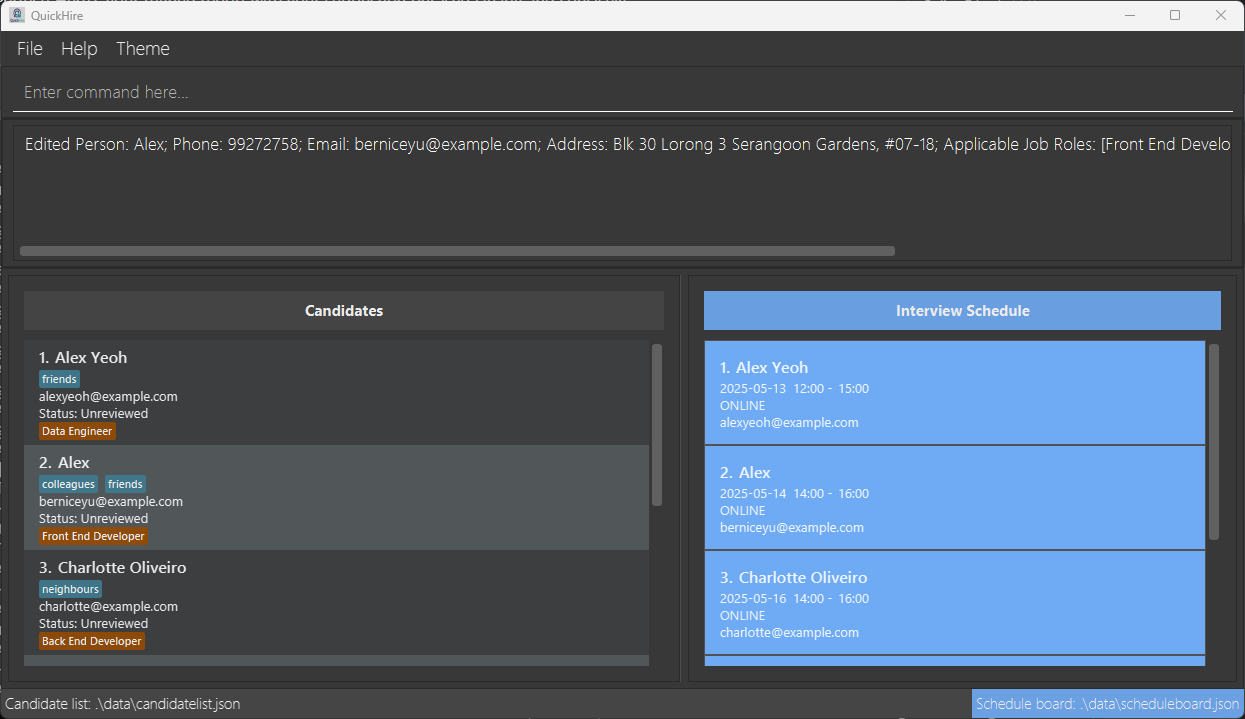 QuickHire
File Help Theme
Enter command here...
Edited Person: Alex; Phone: 99272758; Email: berniceyu@example.com; Address: Blk 30 Lorong 3 Serangoon Gardens, #07-18; Applicable Job Roles: [Front End Develo
Candidates
1. Alex Yeoh
friends
alexyeoh@example.com
Status: Unreviewed
Data Engineer
2. Alex
colleagues friends
berniceyu@example.com
Status: Unreviewed
Front End Developer
3. Charlotte Oliveiro
neighbours
charlotte@example.com
Status: Unreviewed
Back End Developer
Interview Schedule
1. Alex Yeoh
2025-05-13 12:00 - 15:00
ONLINE
alexyeoh@example.com
2. Alex
2025-05-14 14:00 - 16:00
ONLINE
berniceyu@example.com
3. Charlotte Oliveiro
2025-05-16 14:00 - 16:00
ONLINE
charlotte@example.com
Candidate list: .\data\candidatelist.json
Schedule board: .\data\scheduleboard.json